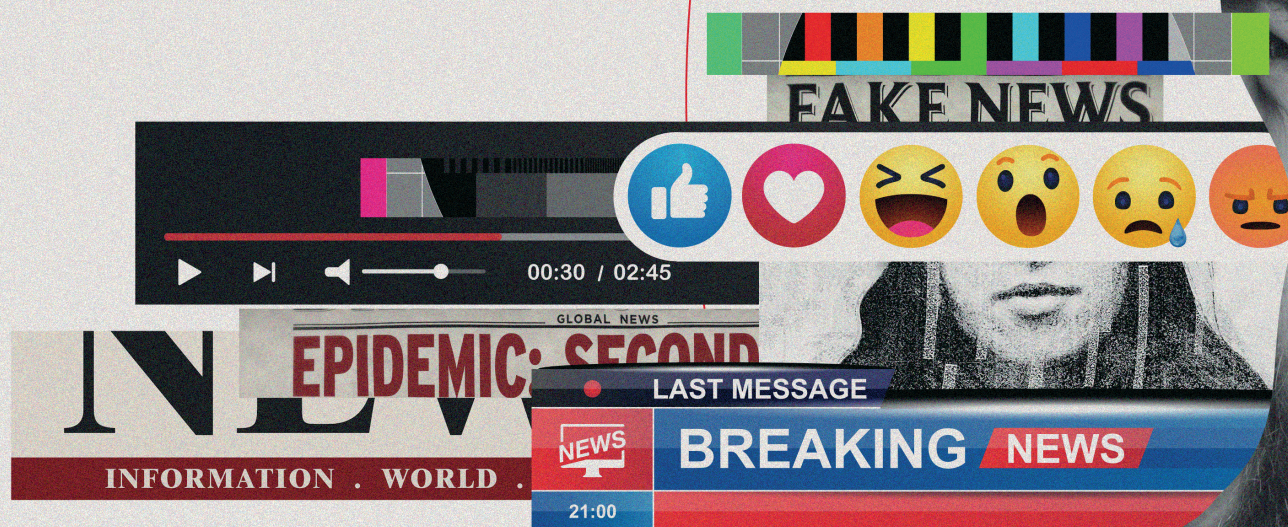 FAKE NEWS
00:30 / 02:45
GLOBAL NEWS
EPIDEMIC: SECOND
NEW
LAST MESSAGE
NEWS
BREAKING NEWS
INFORMATION . WORLD .
21:00